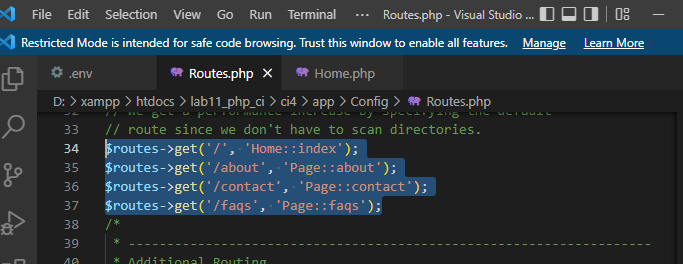 File Edit Selection View Go Run Terminal ··· Routes.php - Visual Studio ...
Restricted Mode is intended for safe code browsing. Trust this window to enable all features. Manage Learn More
.env Routes.php Home.php
D: > xampp > htdocs > lab11_php_ci > ci4 > app > Config > Routes.php
32 // We get a performance increase by specifying the default
33 // route since we don't have to scan directories.
34 $routes->get('/', 'Home::index');
35 $routes->get('/about', 'Page::about');
36 $routes->get('/contact', 'Page::contact');
37 $routes->get('/faqs', 'Page::faqs');
38 /*
39 * --------------------------------------------------------------------
40 * Additional Routing